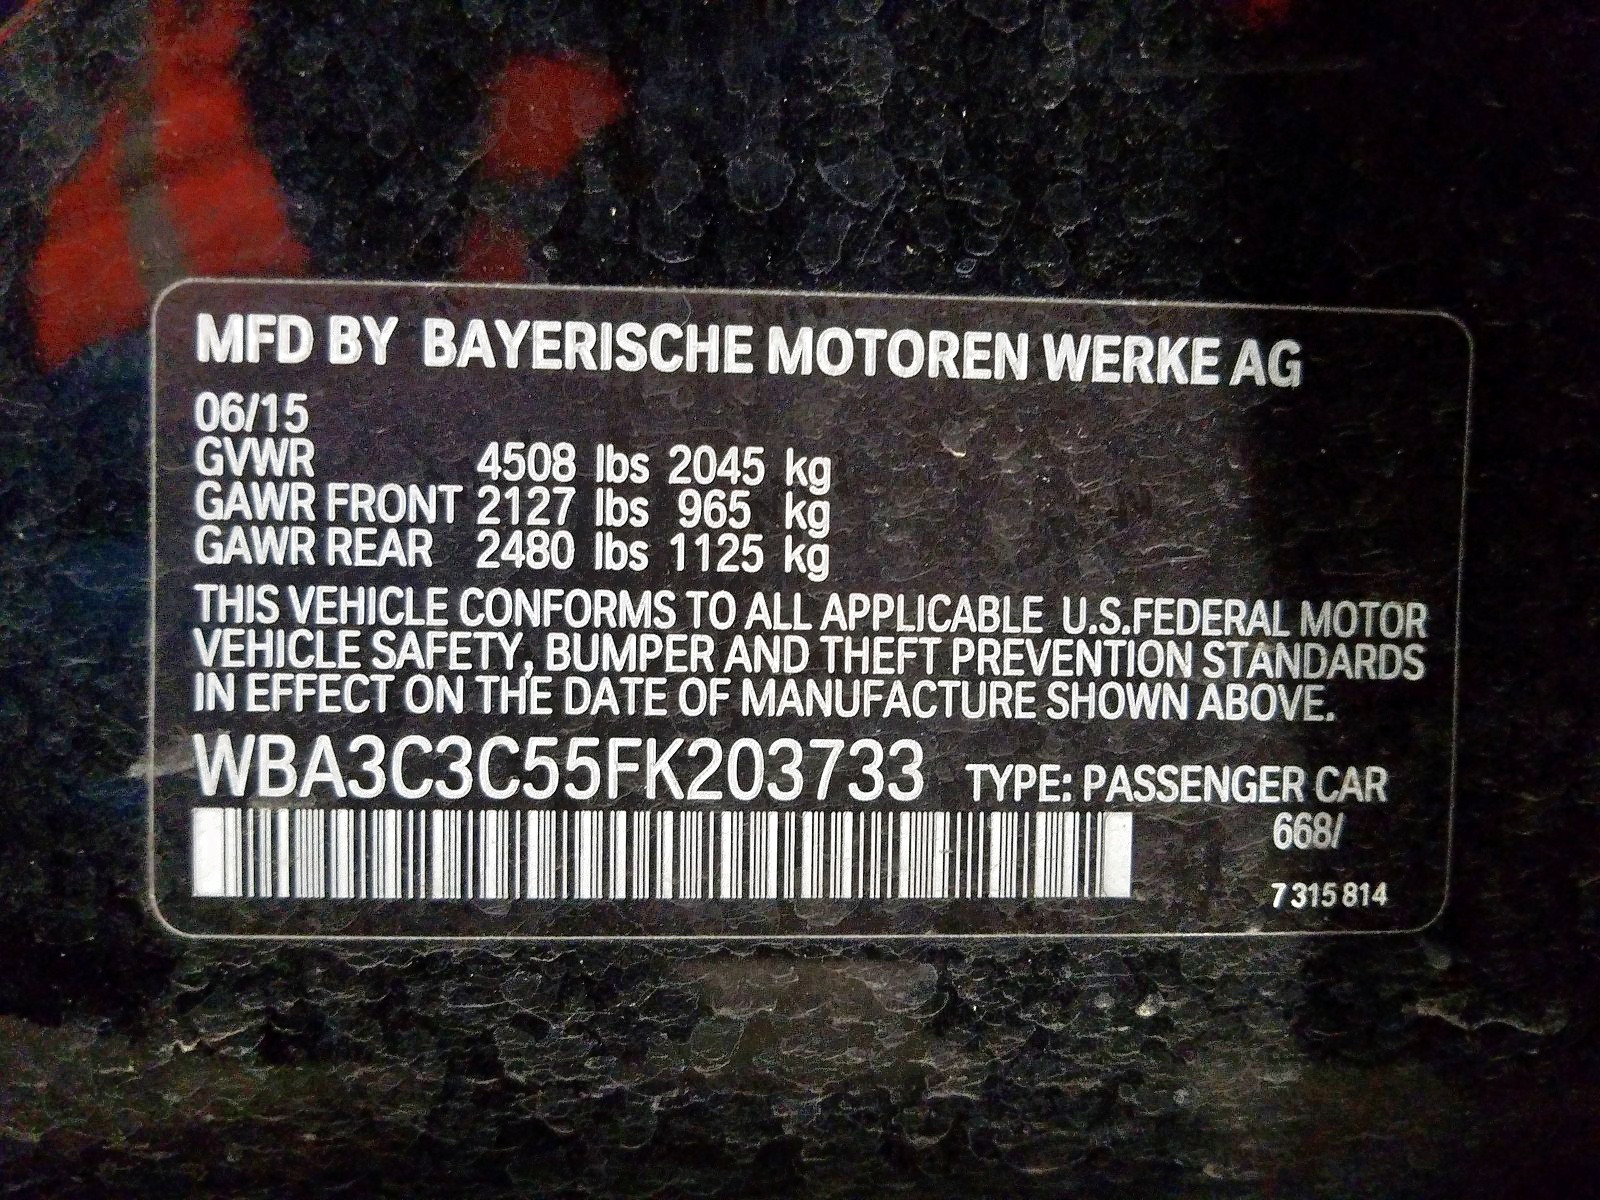 MFD BY BAYERISCHE MOTOREN WERKE AG
06/15
GVWR 4508 lbs 2045 kg
GAWR FRONT 2127 lbs 965 kg
GAWR REAR 2480 lbs 1125 kg
THIS VEHICLE CONFORMS TO ALL APPLICABLE U.S.FEDERAL MOTOR
VEHICLE SAFETY, BUMPER AND THEFT PREVENTION STANDARDS
IN EFFECT ON THE DATE OF MANUFACTURE SHOWN ABOVE.
WBA3C3C55FK203733 TYPE: PASSENGER CAR
668/
7 315 814